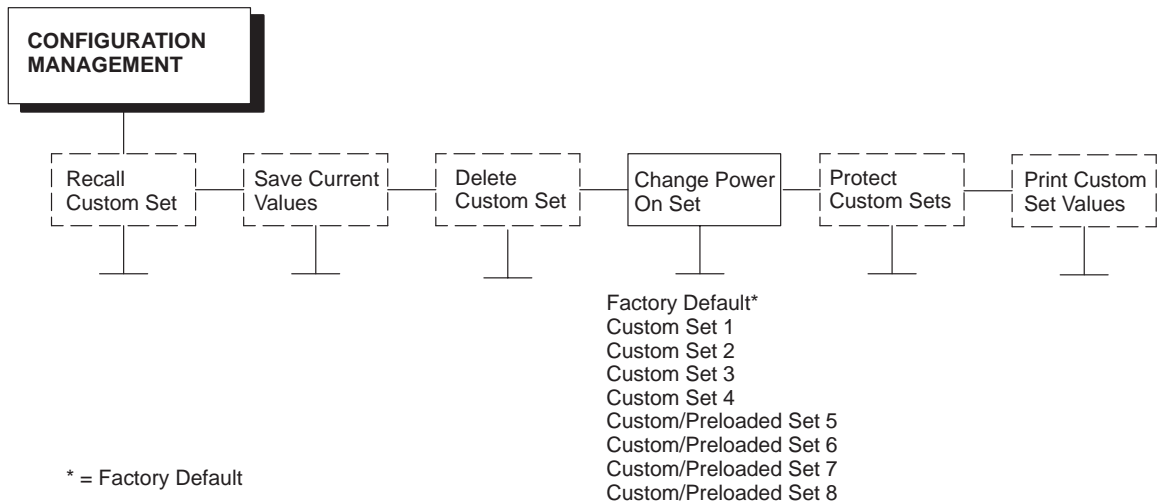 CONFIGURATION
MANAGEMENT
Recall
Custom Set
Save Current
Values
Delete
Custom Set
Change Power
On Set
Protect
Custom Sets
Print Custom
Set Values
Factory Default*
Custom Set 1
Custom Set 2
Custom Set 3
Custom Set 4
Custom/Preloaded Set 5
Custom/Preloaded Set 6
Custom/Preloaded Set 7
Custom/Preloaded Set 8
* = Factory Default